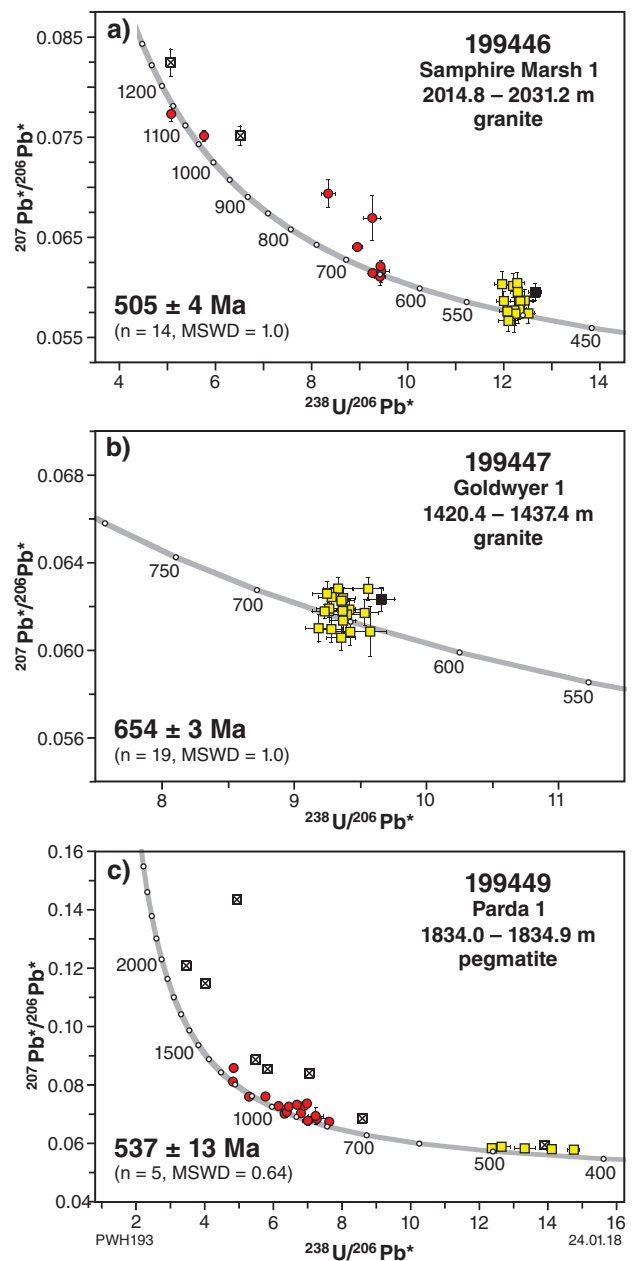 a)
199446
Samphire Marsh 1
2014.8 – 2031.2 m
granite
0.085
0.075
0.065
0.055
207Pb*/206Pb*
1200
1100
1000
900
800
700
600
550
450
505 ± 4 Ma
(n = 14, MSWD = 1.0)
4 6 8 10 12 14
238U/206Pb*
b)
199447
Goldwyer 1
1420.4 – 1437.4 m
granite
0.068
0.064
0.060
0.056
207Pb*/206Pb*
750
700
600
550
654 ± 3 Ma
(n = 19, MSWD = 1.0)
8 9 10 11
238U/206Pb*
c)
199449
Parda 1
1834.0 – 1834.9 m
pegmatite
0.16
0.14
0.12
0.10
0.08
0.06
0.04
207Pb*/206Pb*
2000
1500
1000
700
500
400
537 ± 13 Ma
(n = 5, MSWD = 0.64)
2 4 6 8 10 12 14 16
PWH193
238U/206Pb*
24.01.18